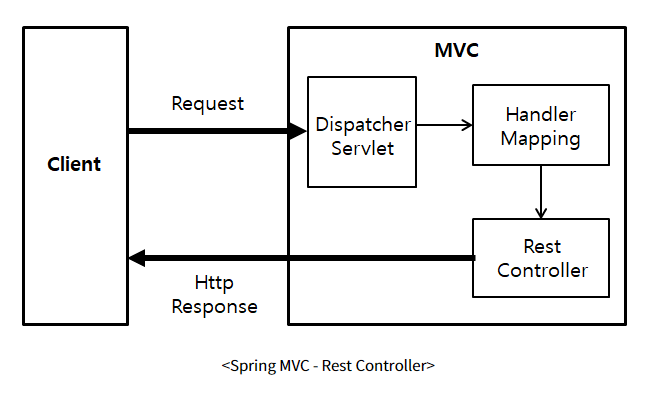 MVC
Request
Dispatcher
Servlet
Handler
Mapping
Client
Rest
Controller
Http
Response
<Spring MVC - Rest Controller>